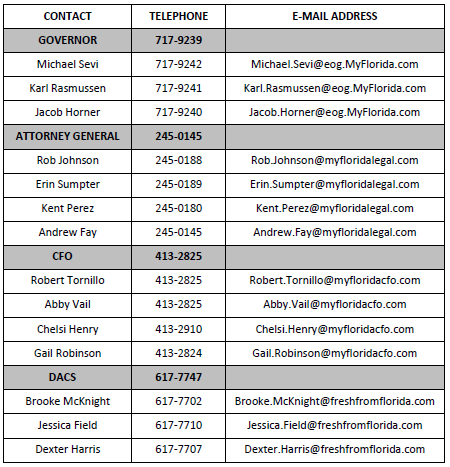 CONTACT TELEPHONE E-MAIL ADDRESS
GOVERNOR 717-9239
Michael Sevi 717-9242 Michael.Sevi@eog.MyFlorida.com
Karl Rasmussen 717-9241 Karl.Rasmussen@eog.MyFlorida.com
Jacob Horner 717-9240 Jacob.Horner@eog.MyFlorida.com
ATTORNEY GENERAL 245-0145
Rob Johnson 245-0188 Rob.Johnson@myfloridalegal.com
Erin Sumpter 245-0189 Erin.Sumpter@myfloridalegal.com
Kent Perez 245-0180 Kent.Perez@myfloridalegal.com
Andrew Fay 245-0145 Andrew.Fay@myfloridalegal.com
CFO 413-2825
Robert Tornillo 413-2825 Robert.Tornillo@myfloridacfo.com
Abby Vail 413-2825 Abby.Vail@myfloridacfo.com
Chelsi Henry 413-2910 Chelsi.Henry@myfloridacfo.com
Gail Robinson 413-2824 Gail.Robinson@myfloridacfo.com
DACS 617-7747
Brooke McKnight 617-7702 Brooke.McKnight@freshfromflorida.com
Jessica Field 617-7710 Jessica.Field@freshfromflorida.com
Dexter Harris 617-7707 Dexter.Harris@freshfromflorida.com